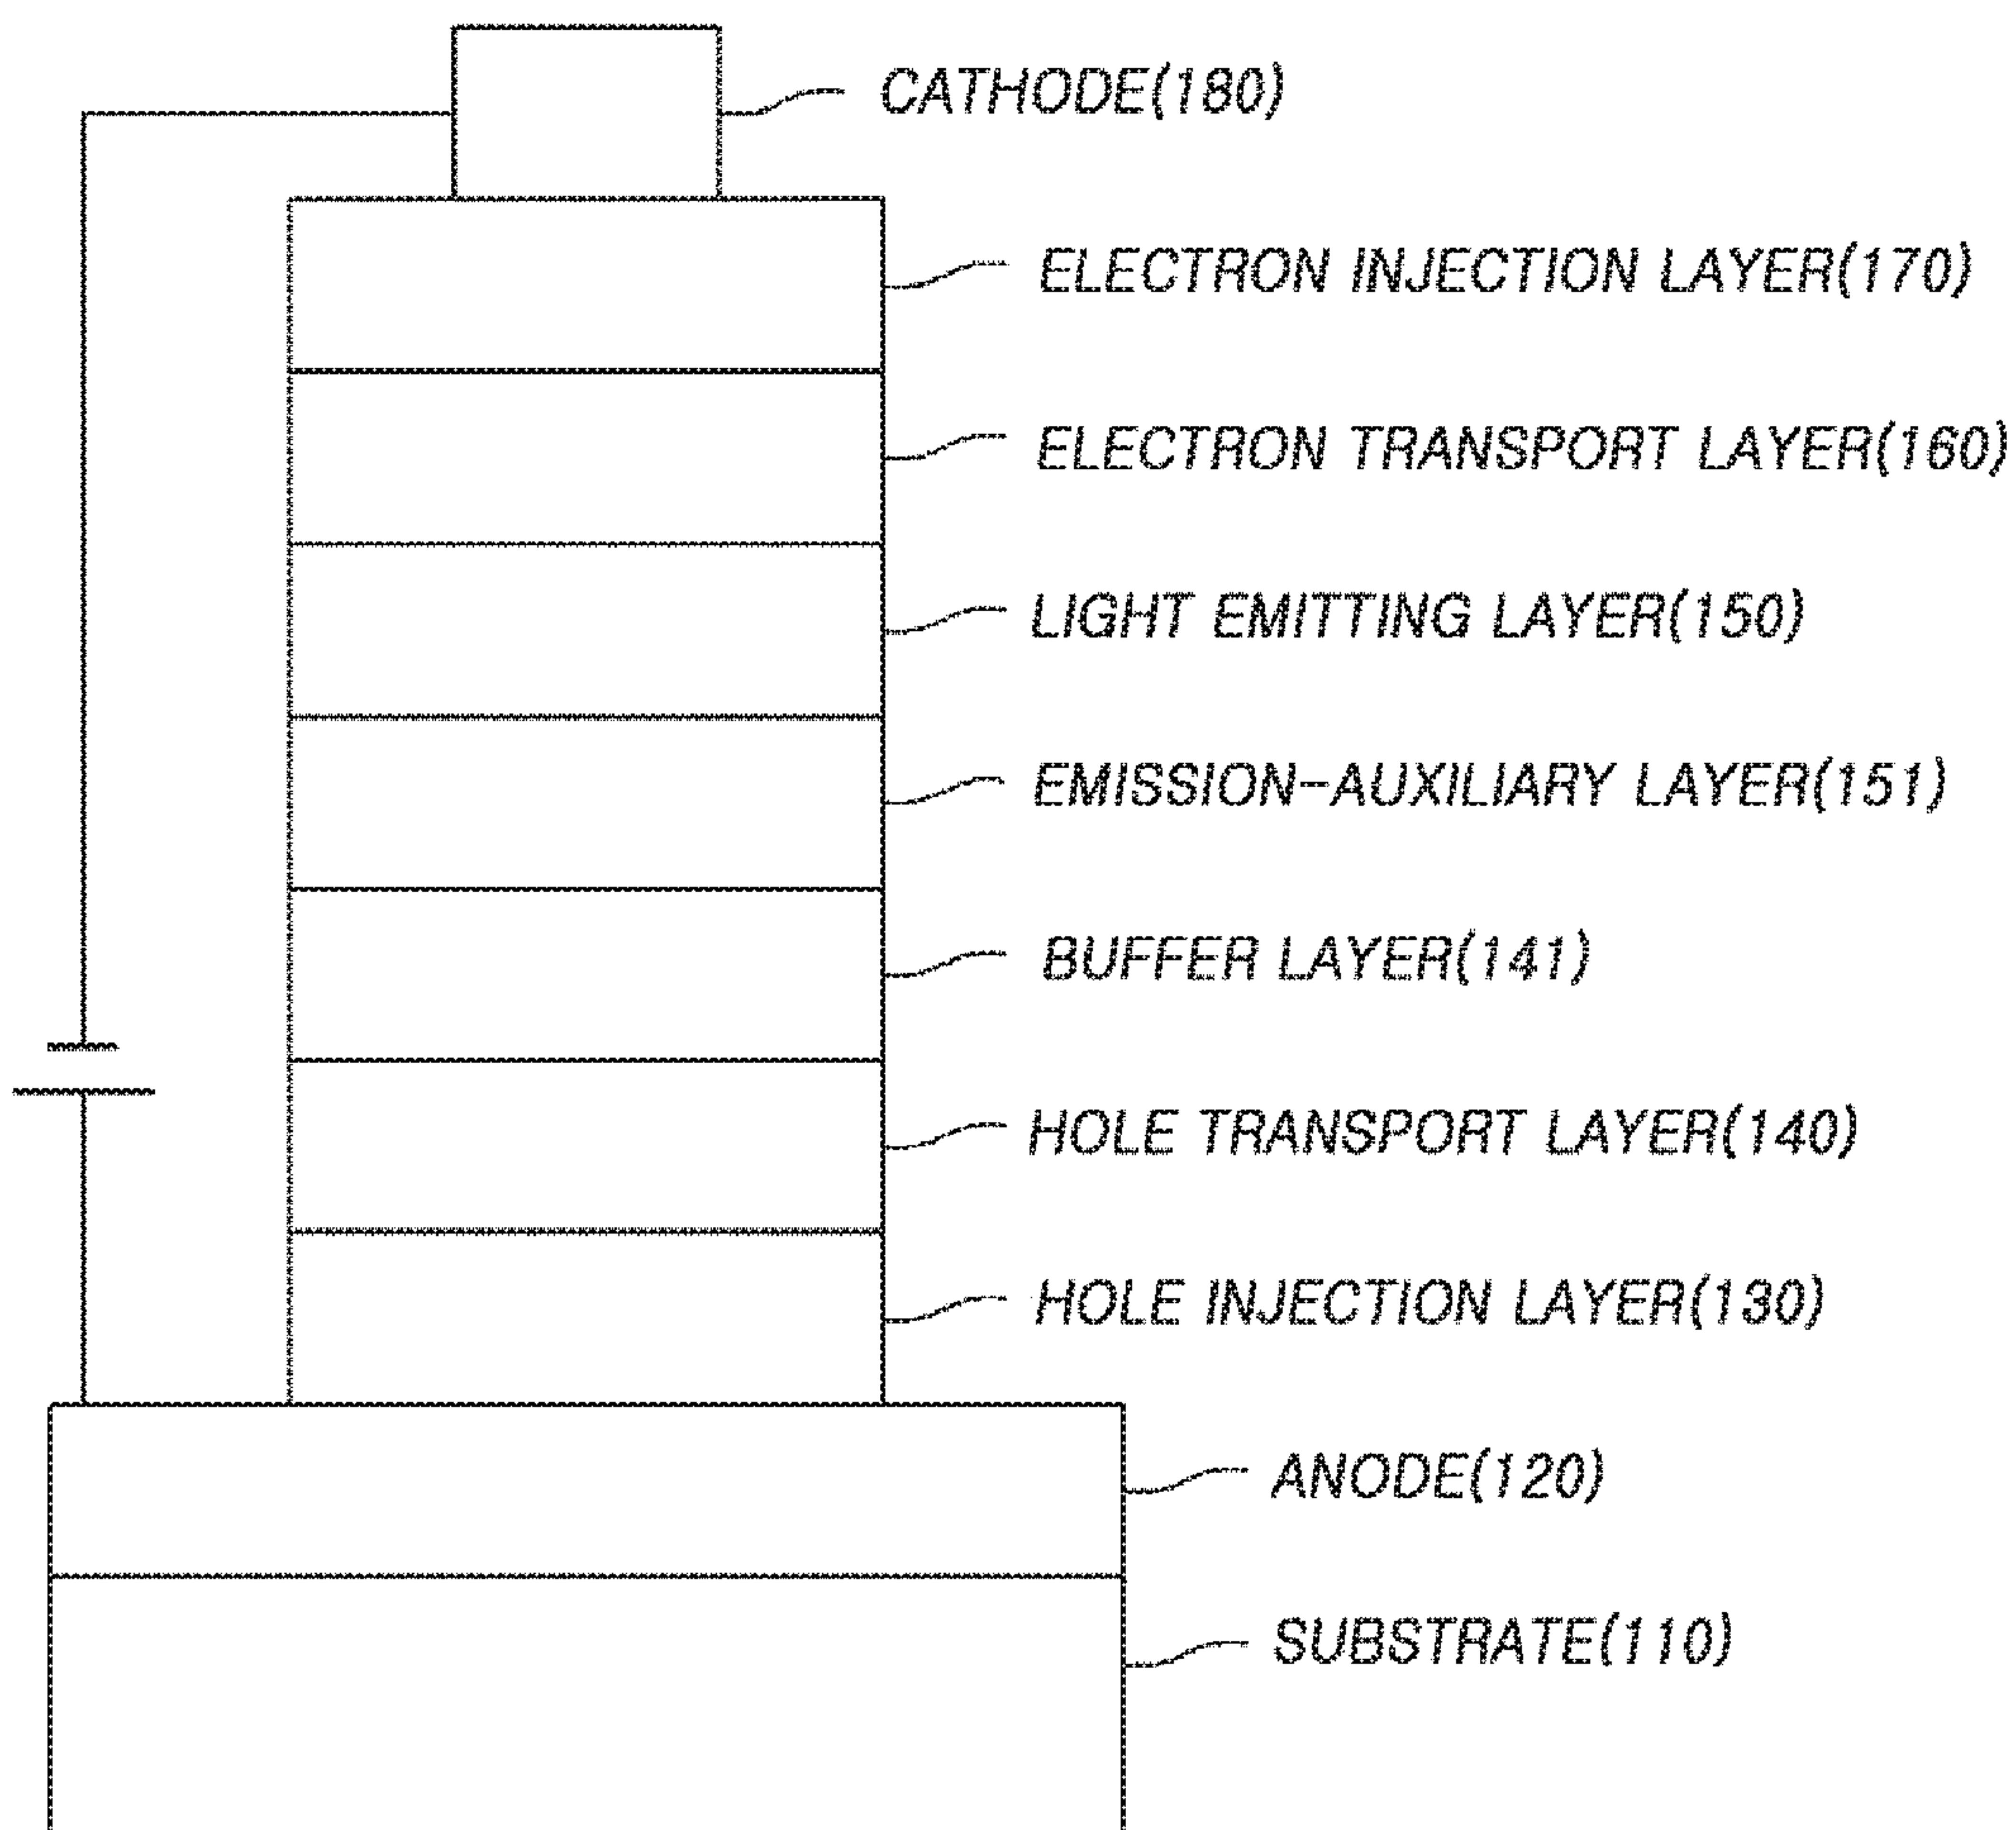 CATHODE(180)
ELECTRON INJECTION LAYER(170)
ELECTRON TRANSPORT LAYER(160)
LIGHT EMITTING LAYER(150)
EMISSION-AUXILIARY LAYER(151)
BUFFER LAYER(141)
HOLE TRANSPORT LAYER(140)
HOLE INJECTION LAYER(130)
ANODE(120)
SUBSTRATE(110)